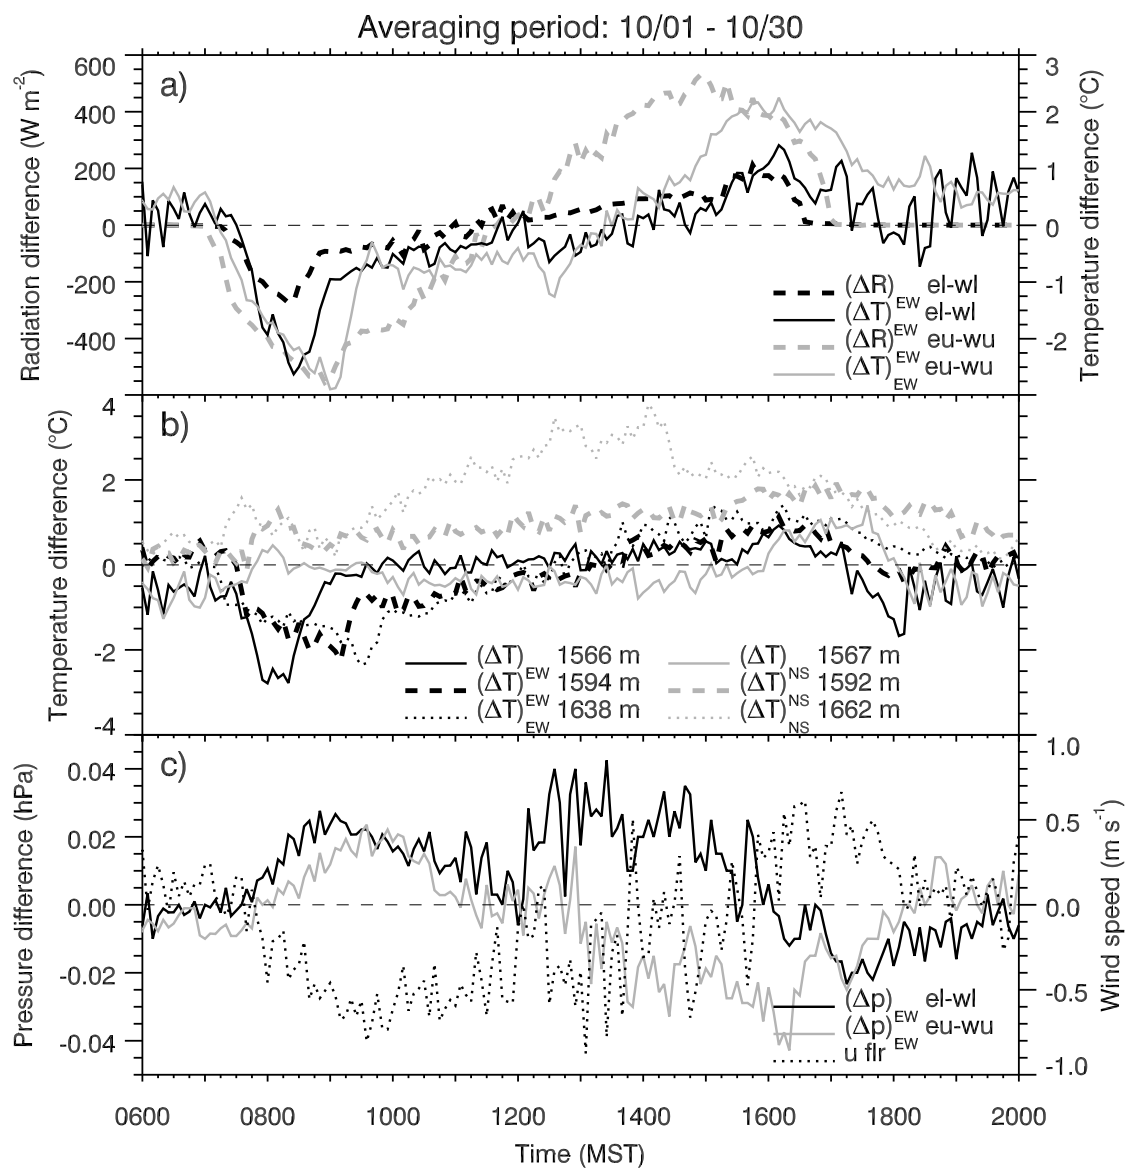 Averaging period: 10/01 - 10/30
a)
Radiation difference (W m-2)
600
400
200
0
-200
-400
3
2
1
0
-1
-2
Temperature difference (°C)
(ΔR)EW el-wl
(ΔT)EW el-wl
(ΔR)EW eu-wu
(ΔT)EW eu-wu
b)
Temperature difference (°C)
4
2
0
-2
-4
(ΔT)EW 1566 m
(ΔT)EW 1594 m
(ΔT)EW 1638 m
(ΔT)NS 1567 m
(ΔT)NS 1592 m
(ΔT)NS 1662 m
c)
Pressure difference (hPa)
0.04
0.02
0.00
-0.02
-0.04
1.0
0.5
0.0
-0.5
-1.0
Wind speed (m s-1)
(Δp)EW el-wl
(Δp)EW eu-wu
u flr
0600 0800 1000 1200 1400 1600 1800 2000
Time (MST)